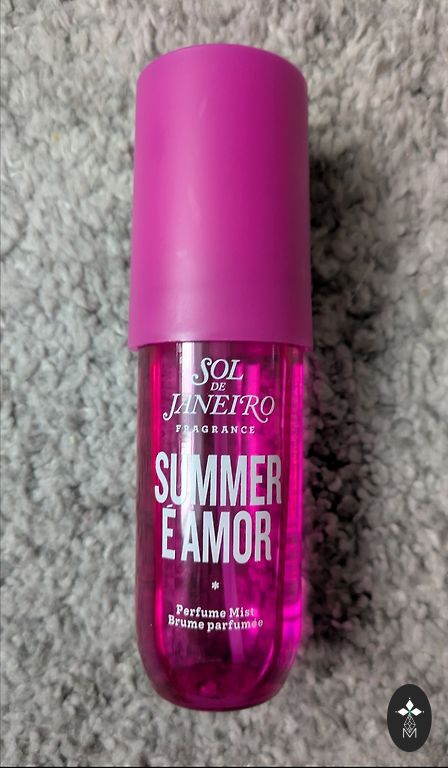 SOL
DE
JANEIRO
FRAGRANCE
SUMMER
É AMOR
*
Perfume Mist
Brume parfumée
M